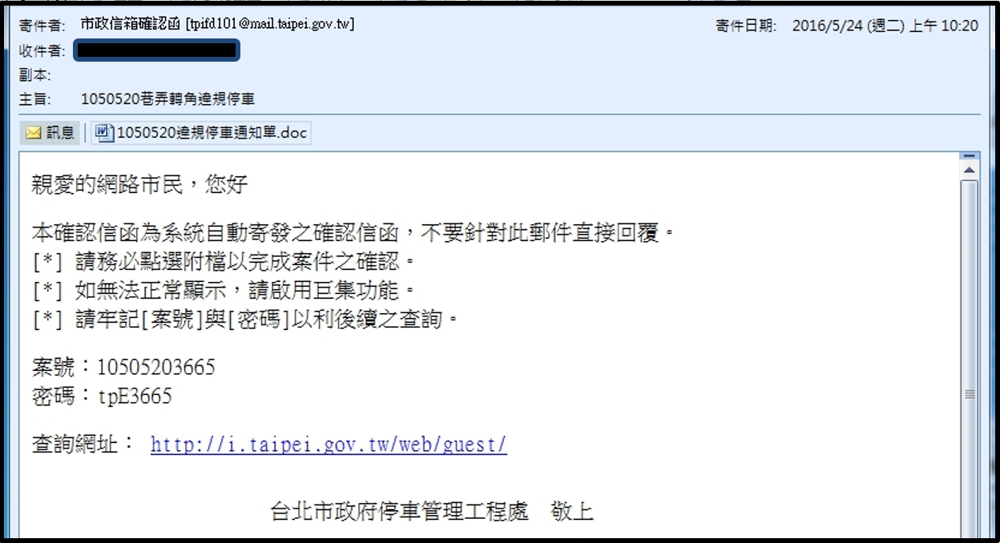 寄件者: 市政信箱確認函 [tpifd101@mail.taipei.gov.tw] 寄件日期: 2016/5/24 (週二) 上午 10:20
收件者:
副本:
主旨: 1050520巷弄轉角違規停車
訊息 1050520違規停車通知單.doc
親愛的網路市民，您好
本確認信函為系統自動寄發之確認信函，不要針對此郵件直接回覆。
[*] 請務必點選附檔以完成案件之確認。
[*] 如無法正常顯示，請啟用巨集功能。
[*] 請牢記[案號]與[密碼]以利後續之查詢。
案號：10505203665
密碼：tpE3665
查詢網址： http://i.taipei.gov.tw/web/guest/
台北市政府停車管理工程處 敬上